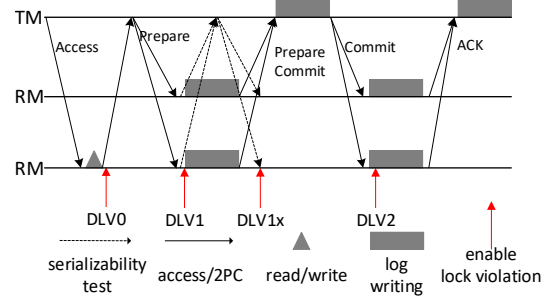 TM
Access
Prepare
Prepare
Commit
Commit
ACK
RM
RM
DLV0
DLV1
DLV1x
DLV2
serializability
test
access/2PC
read/write
log
writing
enable
lock violation